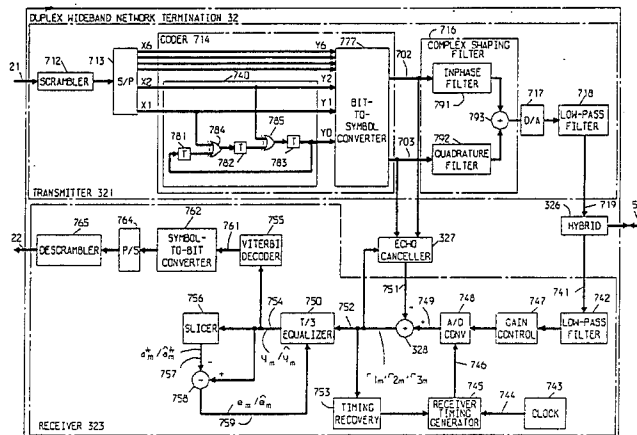 DUPLEX WIDEBAND NETWORK TERMINATION 32
CODER 714
777
702
716
COMPLEX SHAPING
FILTER
21
712
713
SCRAMBLER
S/P
X6
Y6
740
X2
Y2
X1
Y1
Y0
785
781
784
T
T
T
782
783
BIT-
TO-
SYMBOL
CONVERTER
INPHASE
FILTER
791
793
+
792
QUADRATURE
FILTER
703
717
D/A
718
LOW-PASS
FILTER
TRANSMITTER 321
719
326
HYBRID
22
765
DESCRAMBLER
764
P/S
762
SYMBOL-
TO-BIT
CONVERTER
761
755
VITERBI
DECODER
ECHO
CANCELLER
327
751
741
756
SLICER
754
750
T/3
EQUALIZER
752
749
+
328
748
A/D
CONV
747
GAIN
CONTROL
742
LOW-PASS
FILTER
757
758
+
759
753
TIMING
RECOVERY
746
745
RECEIVER
TIMING
GENERATOR
744
743
CLOCK
RECEIVER 323